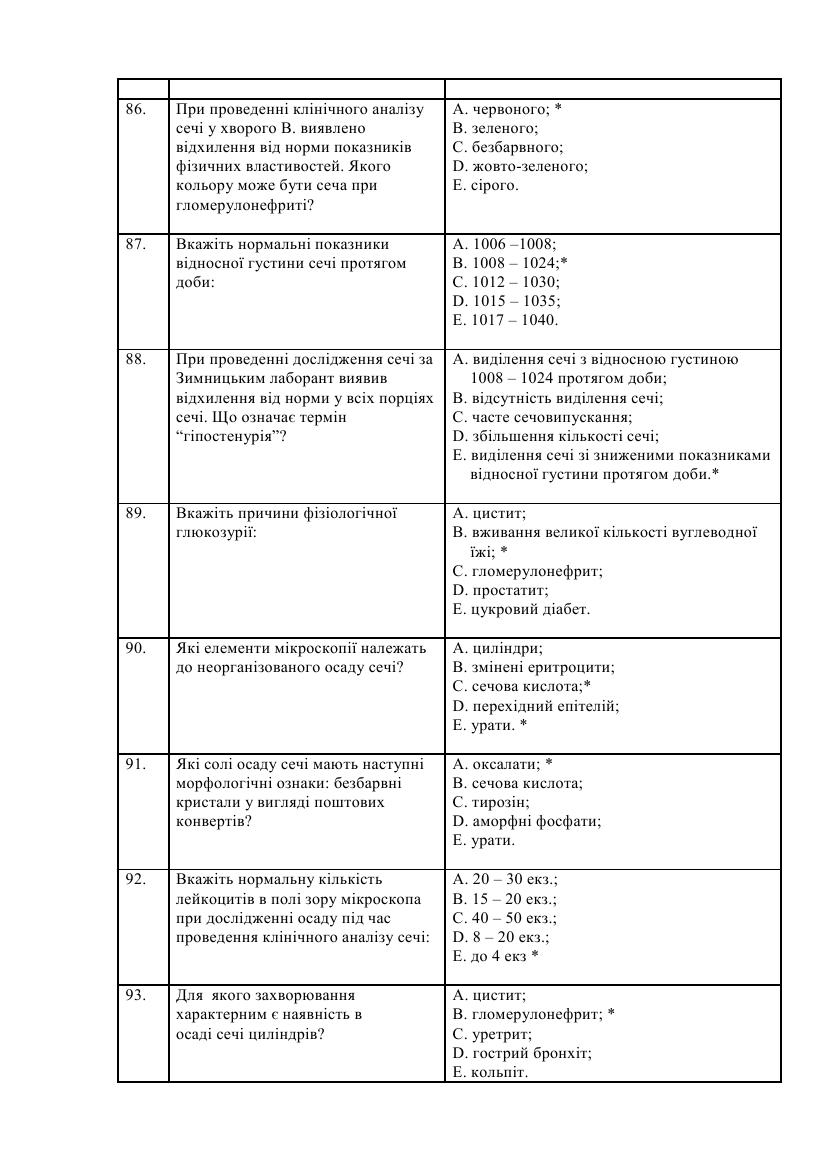 86.
При проведенні клінічного аналізу
сечі у хворого В. виявлено
відхилення від норми показників
фізичних властивостей. Якого
кольору може бути сеча при
гломерулонефриті?
А. червоного; *
В. зеленого;
С. безбарвного;
D. жовто-зеленого;
Е. сірого.
87.
Вкажіть нормальні показники
відносної густини сечі протягом
доби:
А. 1006 –1008;
В. 1008 – 1024;*
С. 1012 – 1030;
D. 1015 – 1035;
Е. 1017 – 1040.
88.
При проведенні дослідження сечі за
Зимницьким лаборант виявив
відхилення від норми у всіх порціях
сечі. Що означає термін
“гіпостенурія”?
А. виділення сечі з відносною густиною
1008 – 1024 протягом доби;
В. відсутність виділення сечі;
С. часте сечовипускання;
D. збільшення кількості сечі;
Е. виділення сечі зі зниженими показниками
відносної густини протягом доби.*
89.
Вкажіть причини фізіологічної
глюкозурії:
А. цистит;
В. вживання великої кількості вуглеводної
їжі; *
С. гломерулонефрит;
D. простатит;
Е. цукровий діабет.
90.
Які елементи мікроскопії належать
до неорганізованого осаду сечі?
А. циліндри;
В. змінені еритроцити;
С. сечова кислота;*
D. перехідний епітелій;
Е. урати. *
91.
Які солі осаду сечі мають наступні
морфологічні ознаки: безбарвні
кристали у вигляді поштових
конвертів?
А. оксалати; *
В. сечова кислота;
С. тирозін;
D. аморфні фосфати;
Е. урати.
92.
Вкажіть нормальну кількість
лейкоцитів в полі зору мікроскопа
при дослідженні осаду під час
проведення клінічного аналізу сечі:
А. 20 – 30 екз.;
В. 15 – 20 екз.;
С. 40 – 50 екз.;
D. 8 – 20 екз.;
Е. до 4 екз *
93.
Для  якого захворювання
характерним є наявність в
осаді сечі циліндрів?
А. цистит;
В. гломерулонефрит; *
С. уретрит;
D. гострий бронхіт;
Е. кольпіт.